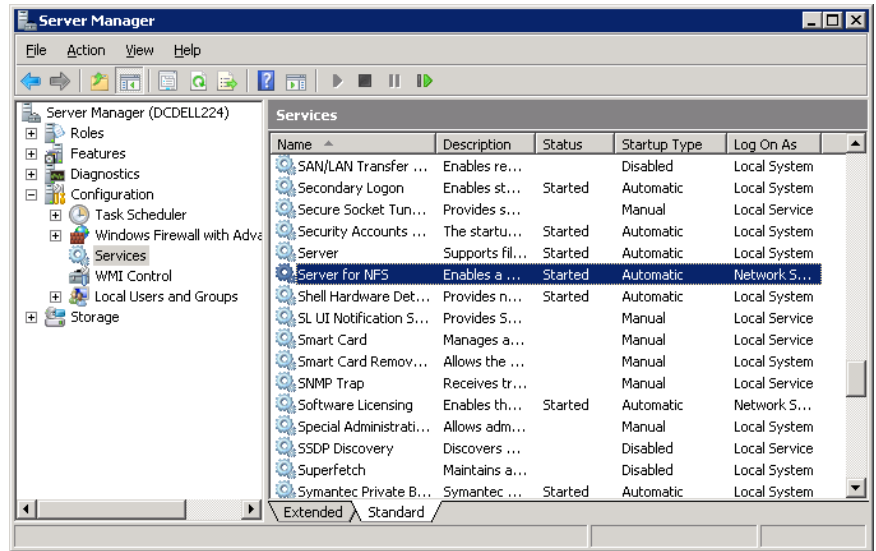 Server Manager
File Action View Help
Server Manager (DCDELL224)
Roles
Features
Diagnostics
Configuration
Task Scheduler
Windows Firewall with Adva
Services
WMI Control
Local Users and Groups
Storage
Services
Name Description Status Startup Type Log On As
SAN/LAN Transfer ... Enables re... Disabled Local System
Secondary Logon Enables st... Started Automatic Local System
Secure Socket Tun... Provides s... Manual Local Service
Security Accounts ... The startu... Started Automatic Local System
Server Supports fil... Started Automatic Local System
Server for NFS Enables a ... Started Automatic Network S...
Shell Hardware Det... Provides n... Started Automatic Local System
SL UI Notification S... Provides S... Manual Local Service
Smart Card Manages a... Manual Local Service
Smart Card Remov... Allows the ... Manual Local System
SNMP Trap Receives tr... Manual Local Service
Software Licensing Enables th... Started Automatic Network S...
Special Administrati... Allows adm... Manual Local System
SSDP Discovery Discovers ... Disabled Local Service
Superfetch Maintains a... Disabled Local System
Symantec Private B... Symantec ... Started Automatic Local System
Extended Standard